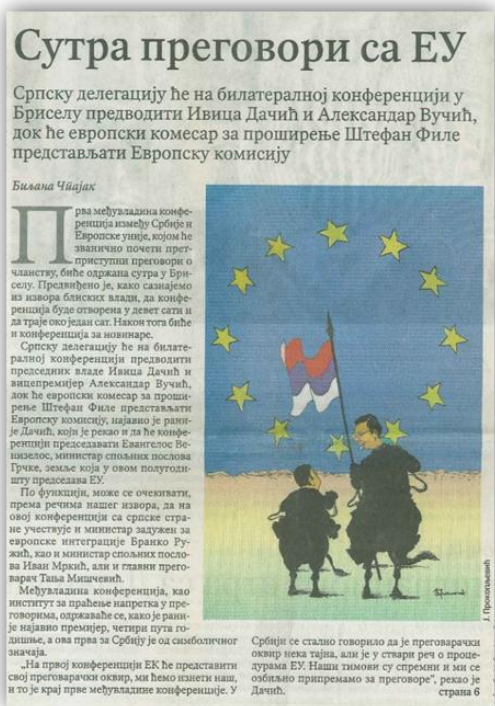 Сутра преговори са ЕУ
Српску делегацију ће на билатералној конференцији у
Бриселу предводити Ивица Дачић и Александар Вучић,
док ће европски комесар за проширење Штефан Филе
представљати Европску комисију
Биљана Чпајак
Прва међувладина конфе-
ренција између Србије и
Европске уније, којом ће
званично почети прет-
приступни преговори о
чланству, биће одржана сутра у Бри-
селу. Предвиђено је, како сазнајемо
из извора блиских влади, да конфе-
ренција буде отворена у девет сати и
да траје око један сат. Након тога биће
и конференција за новинаре.
Српску делегацију ће на билате-
ралној конференцији предводити
председник владе Ивица Дачић и
вицепремијер Александар Вучић,
док ће европски комесар за проши-
рење Штефан Филе представљати
Европску комисију, најавио је рани-
је Дачић, који је рекао и да ће конфе-
ренцији председавати Евангелос Ве-
низелос, министар спољних послова
Грчке, земље која у овом полугоди-
шту председава ЕУ.
По функцији, може се очекивати,
према речима нашег извора, да на
овој конференцији са српске стра-
не учествује и министар задужен за
европске интеграције Бранко Ру-
жић, као и министар спољних посло-
ва Иван Мркић, али и главни прего-
варач Тања Мишчевић.
Међувладина конференција, као
институт за праћење напретка у пре-
говорима, одржаваће се, како је рани-
је најавио премијер, четири пута го-
дишње, а ова прва за Србију је од симболичног
значаја.
„На првој конференцији ЕК ће представити
свој преговарачки оквир, ми ћемо изнети наш,
и то је крај прве међувладине конференције. У
Србији се стално говорило да је преговарачки
оквир нека тајна, али је у ствари реч о проце-
дурама ЕУ. Наши тимови су спремни и ми се
озбиљно припремамо за преговоре", рекао је
Дачић.
страна 6
Ј. Прокопљевић